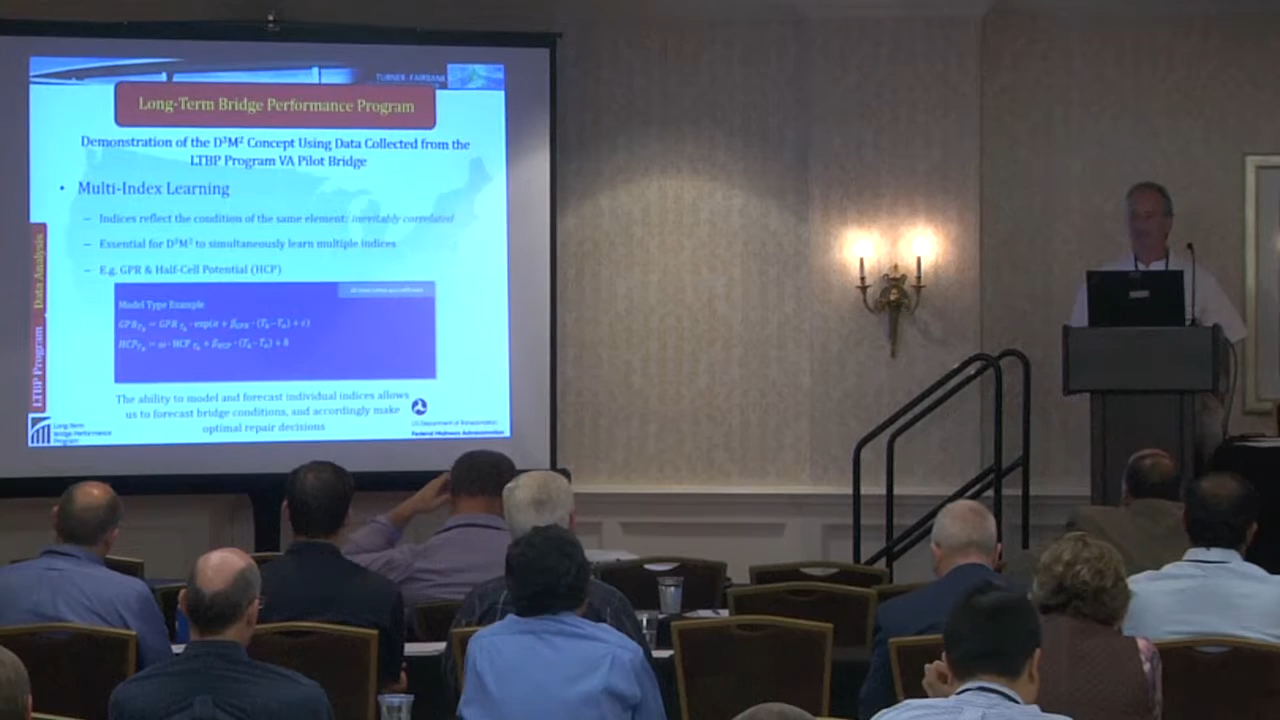 TURNER-FAIRBANK
Long-Term Bridge Performance Program
Demonstration of the D³M² Concept Using Data Collected from the
LTBP Program VA Pilot Bridge
• Multi-Index Learning
– Indices reflect the condition of the same element: inevitably correlated
– Essential for D³M² to simultaneously learn multiple indices
– E.g. GPR & Half-Cell Potential (HCP)
Model Type Example
The ability to model and forecast individual indices allows
us to forecast bridge conditions, and accordingly make
optimal repair decisions
LTBP Program Data Analysis
Long-Term
Bridge Performance
Program
US Department of Transportation
Federal Highway Administration